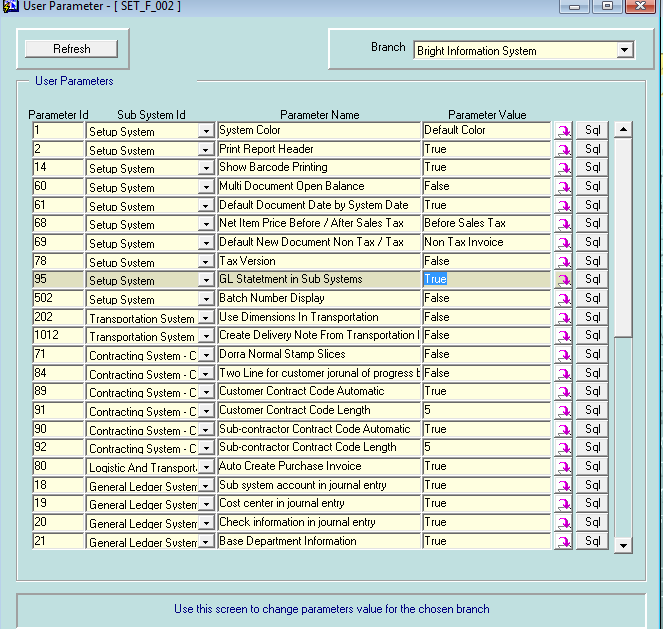 User Parameter - [ SET_F_002 ]
Refresh
Branch Bright Information System
User Parameters
Parameter Id Sub System Id Parameter Name Parameter Value
1 Setup System System Color Default Color Sql
2 Setup System Print Report Header True Sql
14 Setup System Show Barcode Printing True Sql
60 Setup System Multi Document Open Balance False Sql
61 Setup System Default Document Date by System Date True Sql
68 Setup System Net Item Price Before / After Sales Tax Before Sales Tax Sql
69 Setup System Default New Document Non Tax / Tax Non Tax Invoice Sql
78 Setup System Tax Version False Sql
95 Setup System GL Statetment in Sub Systems True Sql
502 Setup System Batch Number Display False Sql
202 Transportation System Use Dimensions In Transportation False Sql
1012 Transportation System Create Delivery Note From Transportation False Sql
71 Contracting System - C Dorra Normal Stamp Slices False Sql
84 Contracting System - C Two Line for customer jorunal of progress False Sql
89 Contracting System - C Customer Contract Code Automatic True Sql
91 Contracting System - C Customer Contract Code Length 5 Sql
90 Contracting System - C Sub-contractor Contract Code Automatic True Sql
92 Contracting System - C Sub-contractor Contract Code Length 5 Sql
80 Logistic And Transport Auto Create Purchase Invoice True Sql
18 General Ledger System Sub system account in journal entry True Sql
19 General Ledger System Cost center in journal entry True Sql
20 General Ledger System Check information in journal entry True Sql
21 General Ledger System Base Department Information True Sql
Use this screen to change parameters value for the chosen branch